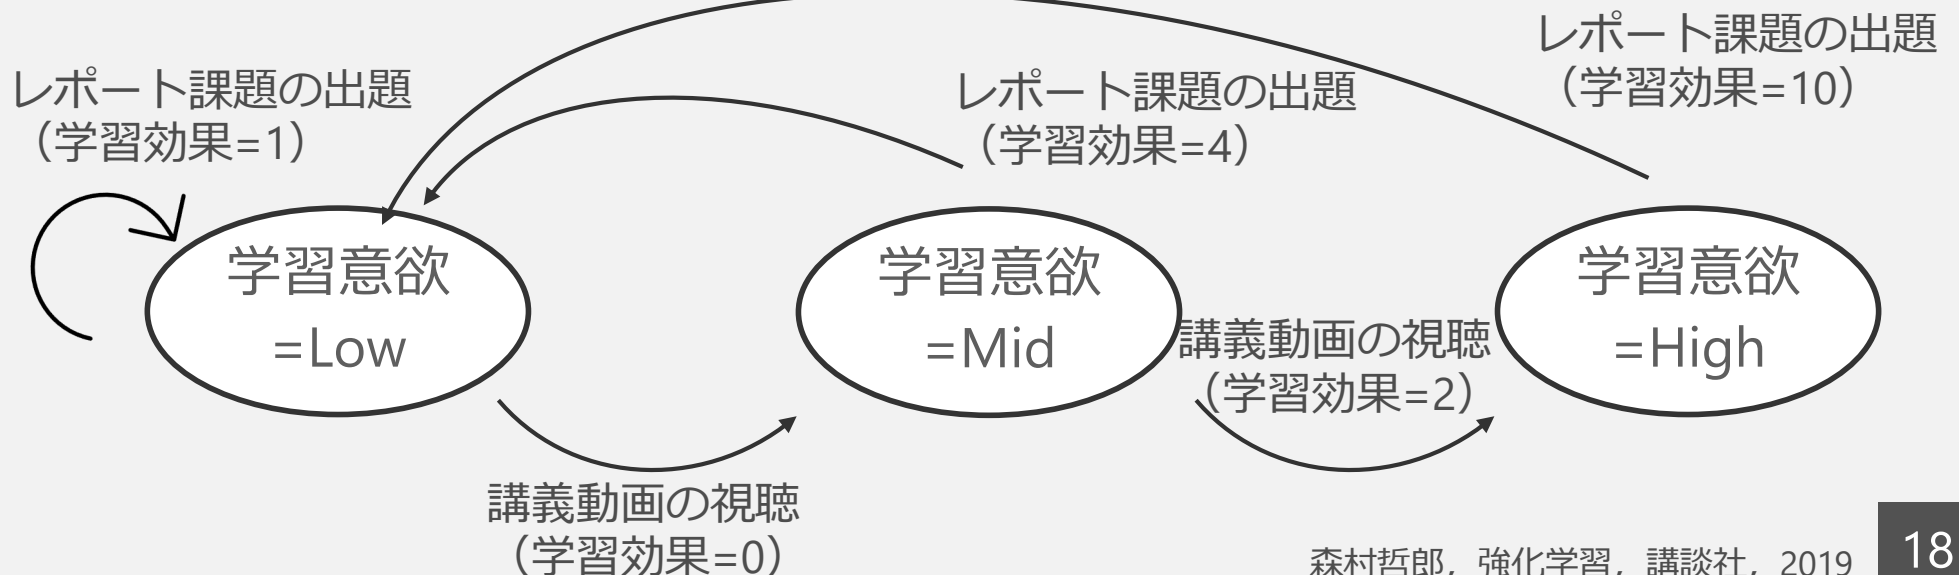 レポート課題の出題
（学習効果=10）
レポート課題の出題
（学習効果=1）
レポート課題の出題
（学習効果=4）
学習意欲
=Low
学習意欲
=Mid
講義動画の視聴
（学習効果=2）
学習意欲
=High
講義動画の視聴
（学習効果=0）
森村哲郎，強化学習，講談社，2019
18